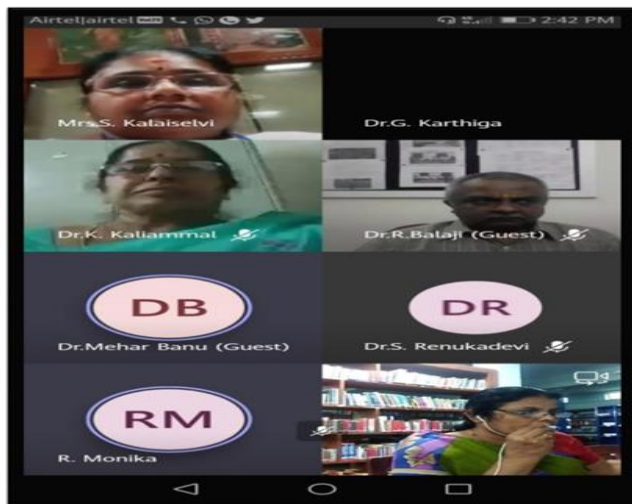 Airtel|airtel 2:42 PM
Mrs.S. Kalaiselvi
Dr.G. Karthiga
Dr.K. Kaliammal
Dr.R.Balaji (Guest)
DB
Dr.Mehar Banu (Guest)
DR
Dr.S. Renukadevi
RM
R. Monika